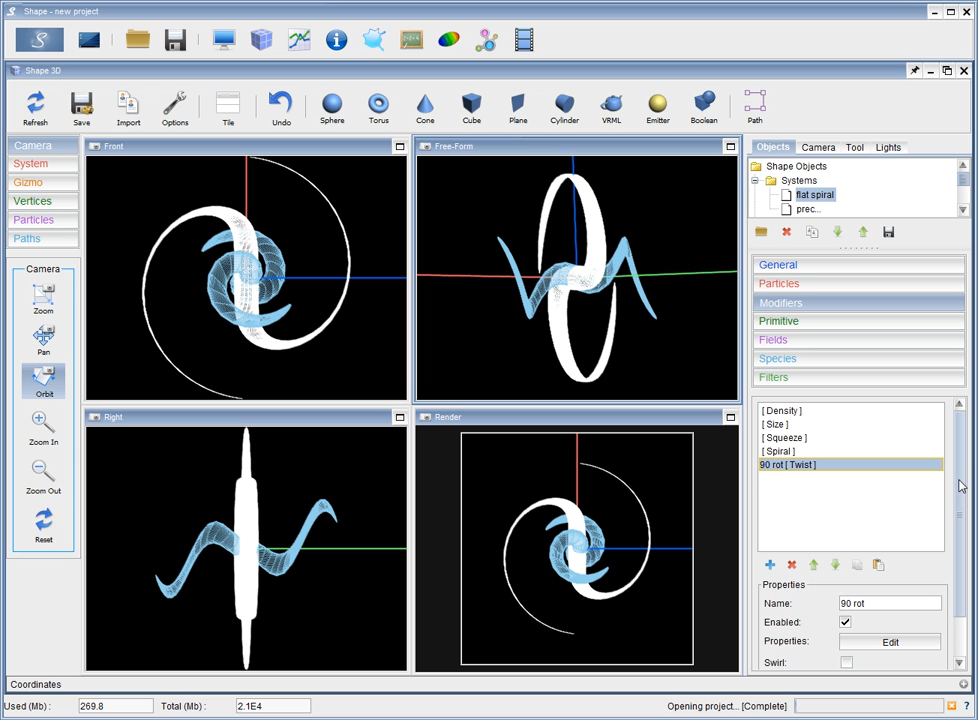 S Shape - new project
S
Shape 3D
Refresh Save Import Options Tile Undo Sphere Torus Cone Cube Plane Cylinder VRML Emitter Boolean Path
Camera
System
Gizmo
Vertices
Particles
Paths
Camera
Zoom
Pan
Orbit
Zoom In
Zoom Out
Reset
Front
Free-Form
Right
Render
Objects Camera Tool Lights
Shape Objects
Systems
flat spiral
prec...
General
Particles
Modifiers
Primitive
Fields
Species
Filters
[ Density ]
[ Size ]
[ Squeeze ]
[ Spiral ]
90 rot [ Twist ]
Properties
Name: 90 rot
Enabled:
Properties: Edit
Swirl:
Coordinates
Used (Mb) : 269.8 Total (Mb) : 2.1E4 Opening project... [Complete] ?